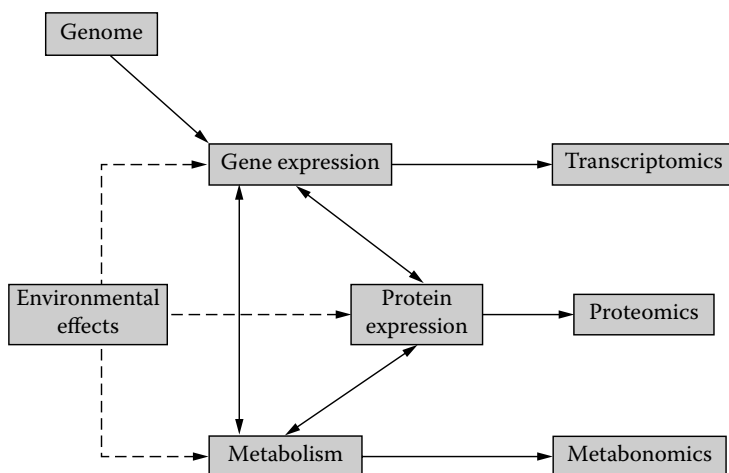 Genome
Gene expression
Transcriptomics
Environmental
effects
Protein
expression
Proteomics
Metabolism
Metabonomics